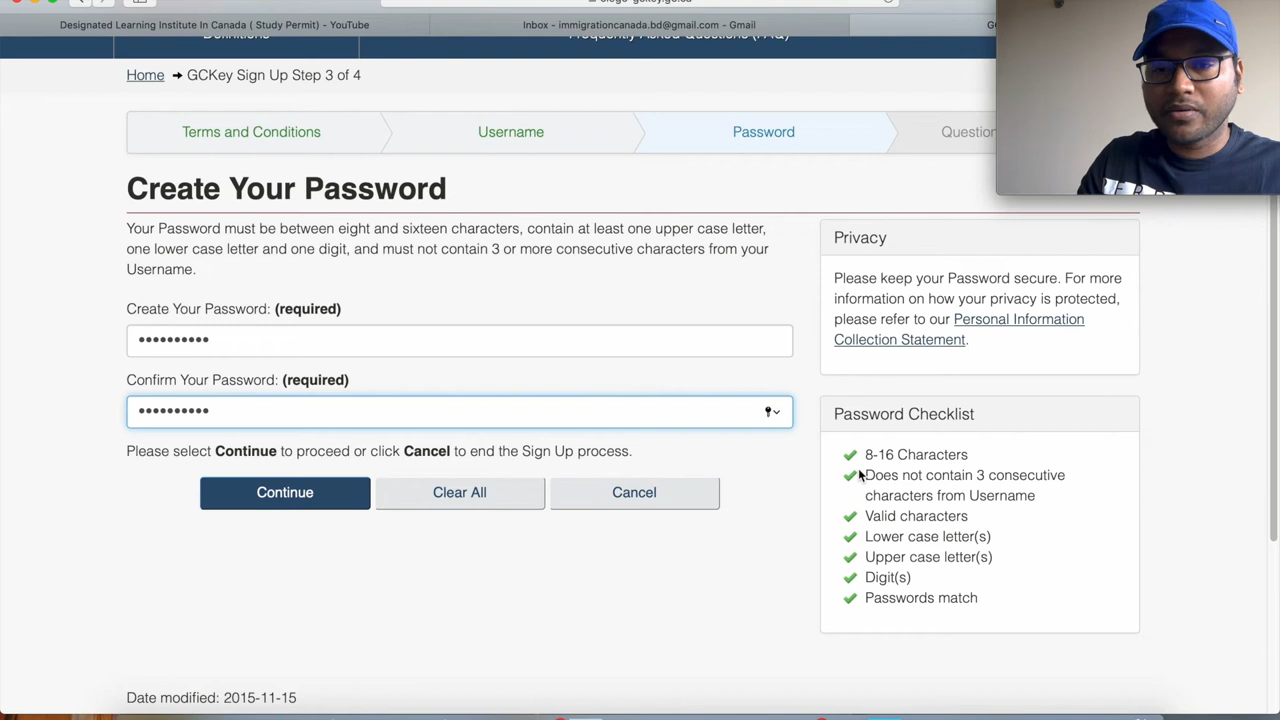 Designated Learning Institute In Canada ( Study Permit) - YouTube
Inbox - immigrationcanada.bd@gmail.com - Gmail
Definitions
Frequently Asked Questions (FAQ)
Home ➔ GCKey Sign Up Step 3 of 4
Terms and Conditions
Username
Password
Question
Create Your Password
Your Password must be between eight and sixteen characters, contain at least one upper case letter,
one lower case letter and one digit, and must not contain 3 or more consecutive characters from your
Username.
Create Your Password: (required)
••••••••••
Confirm Your Password: (required)
••••••••••
Please select Continue to proceed or click Cancel to end the Sign Up process.
Continue
Clear All
Cancel
Privacy
Please keep your Password secure. For more
information on how your privacy is protected,
please refer to our Personal Information
Collection Statement.
Password Checklist
8-16 Characters
Does not contain 3 consecutive
characters from Username
Valid characters
Lower case letter(s)
Upper case letter(s)
Digit(s)
Passwords match
Date modified: 2015-11-15